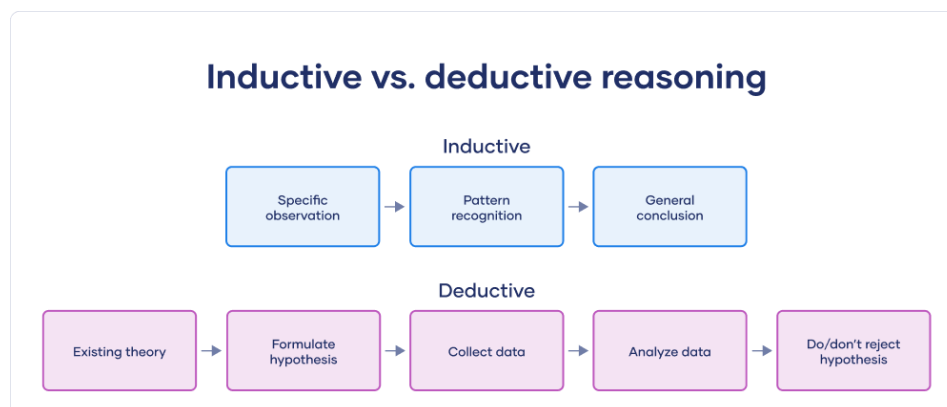 Inductive vs. deductive reasoning
Inductive
Specific
observation
Pattern
recognition
General
conclusion
Deductive
Existing theory
Formulate
hypothesis
Collect data
Analyze data
Do/don't reject
hypothesis